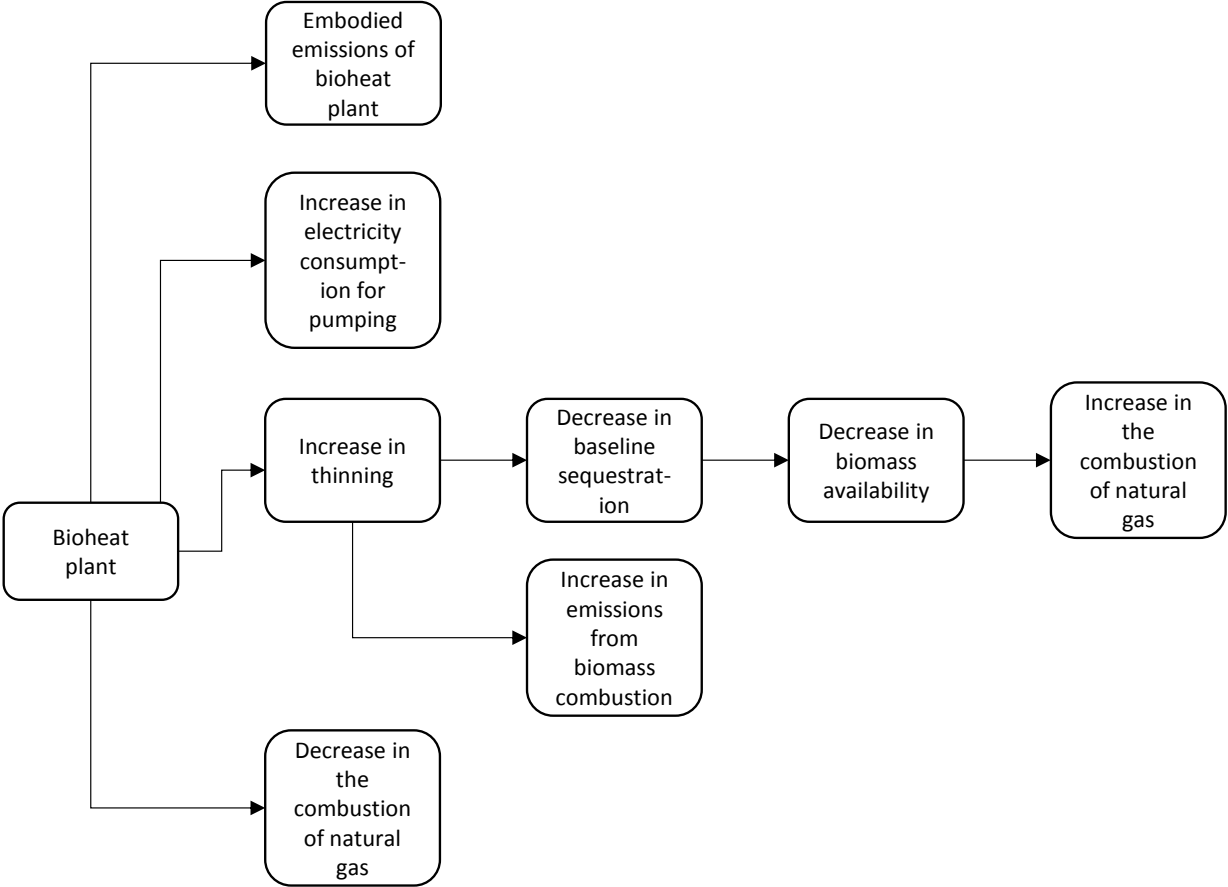 Embodied
emissions of
bioheat
plant
Increase in
electricity
consumpt-
ion for
pumping
Increase in
thinning
Decrease in
baseline
sequestrat-
ion
Decrease in
biomass
availability
Increase in
the
combustion
of natural
gas
Bioheat
plant
Increase in
emissions
from
biomass
combustion
Decrease in
the
combustion
of natural
gas